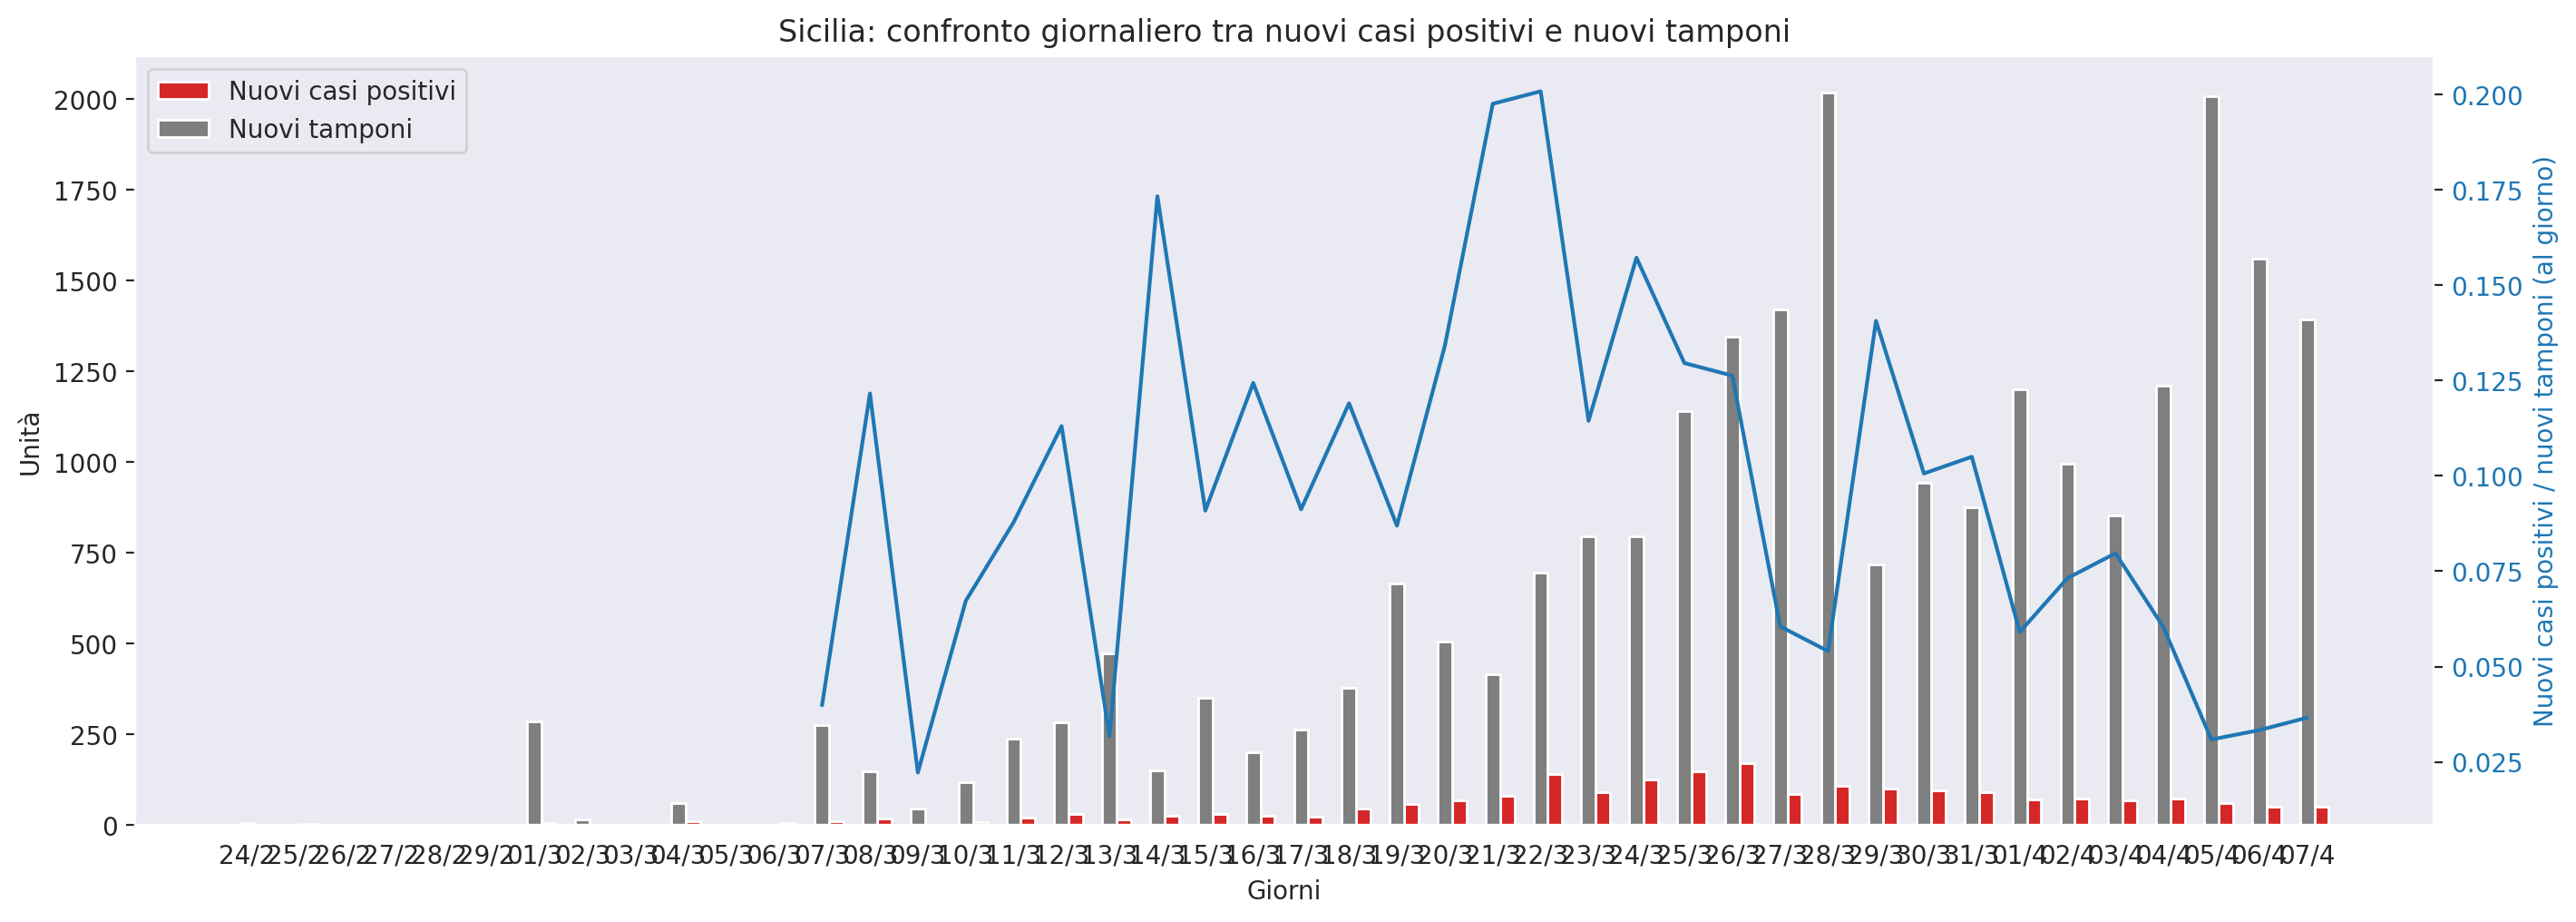 Sicilia: confronto giornaliero tra nuovi casi positivi e nuovi tamponi
Nuovi casi positivi
Nuovi tamponi
2000
1750
1500
1250
1000
750
500
250
0
Unità
0.200
0.175
0.150
0.125
0.100
0.075
0.050
0.025
Nuovi casi positivi / nuovi tamponi (al giorno)
24/2 25/2 26/2 27/2 28/2 29/2 01/3 02/3 03/3 04/3 05/3 06/3 07/3 08/3 09/3 10/3 11/3 12/3 13/3 14/3 15/3 16/3 17/3 18/3 19/3 20/3 21/3 22/3 23/3 24/3 25/3 26/3 27/3 28/3 29/3 30/3 31/3 01/4 02/4 03/4 04/4 05/4 06/4 07/4
Giorni